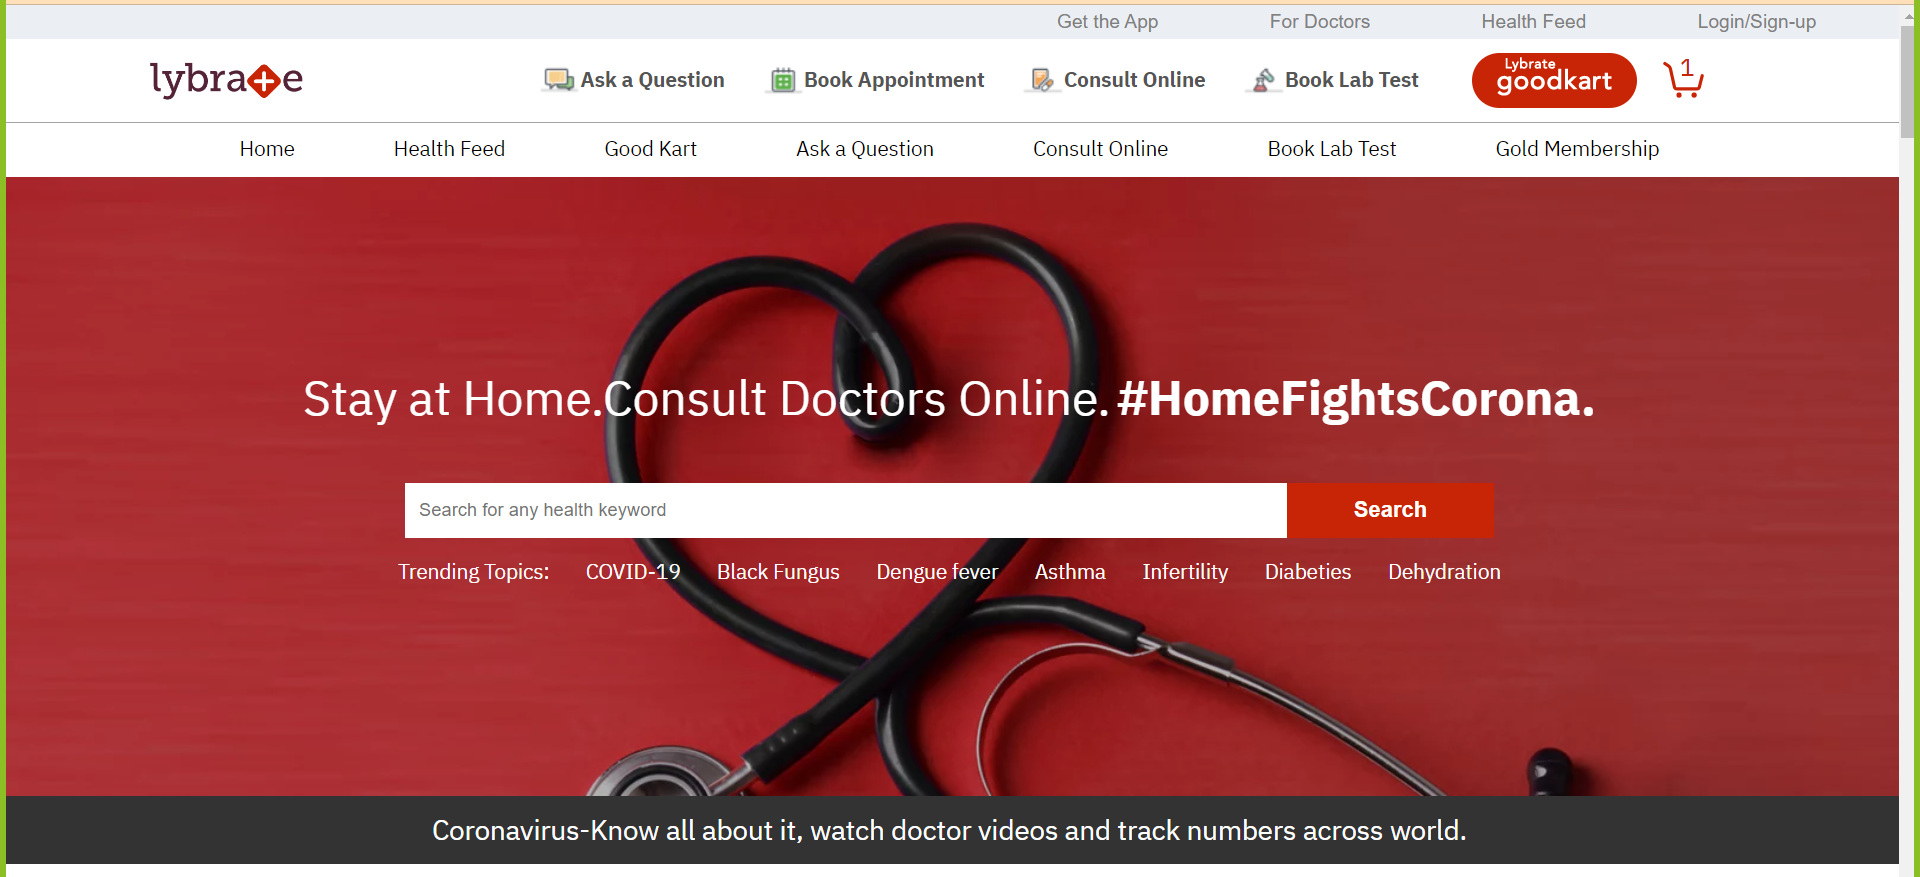 Get the App For Doctors Health Feed Login/Sign-up
lybrate Ask a Question Book Appointment Consult Online Book Lab Test Lybrate goodkart 1
Home Health Feed Good Kart Ask a Question Consult Online Book Lab Test Gold Membership
Stay at Home.Consult Doctors Online. #HomeFightsCorona.
Search for any health keyword Search
Trending Topics: COVID-19 Black Fungus Dengue fever Asthma Infertility Diabeties Dehydration
Coronavirus-Know all about it, watch doctor videos and track numbers across world.